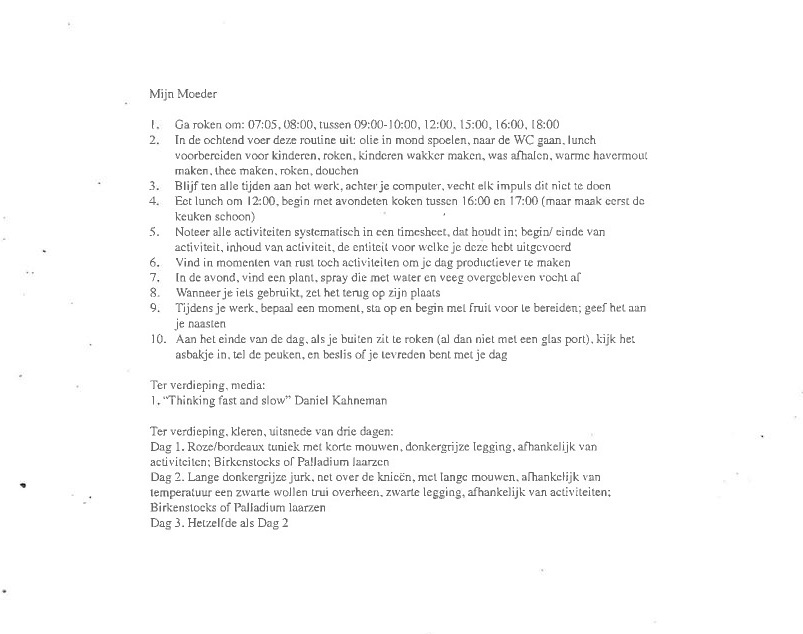 Mijn Moeder
1. Ga roken om: 07:05, 08:00, tussen 09:00-10:00, 12:00, 15:00, 16:00, 18:00
2. In de ochtend voer deze routine uit: olie in mond spoelen, naar de WC gaan, lunch
voorbereiden voor kinderen, roken, kinderen wakker maken, was afhalen, warme havermout
maken, thee maken, roken, douchen
3. Blijf ten alle tijden aan het werk, achter je computer, vecht elk impuls dit niet te doen
4. Eet lunch om 12:00, begin met avondeten koken tussen 16:00 en 17:00 (maar maak eerst de
keuken schoon)
5. Noteer alle activiteiten systematisch in een timesheet, dat houdt in; begin/ einde van
activiteit, inhoud van activiteit, de entiteit voor welke je deze hebt uitgevoerd
6. Vind in momenten van rust toch activiteiten om je dag productiever te maken
7. In de avond, vind een plant, spray die met water en veeg overgebleven vocht af
8. Wanneer je iets gebruikt, zet het terug op zijn plaats
9. Tijdens je werk, bepaal een moment, sta op en begin met fruit voor te bereiden; geef het aan
je naasten
10. Aan het einde van de dag, als je buiten zit te roken (al dan niet met een glas port), kijk het
asbakje in, tel de peuken, en beslis of je tevreden bent met je dag
Ter verdieping, media:
1. "Thinking fast and slow" Daniel Kahneman
Ter verdieping, kleren, uitsnede van drie dagen:
Dag 1. Roze/bordeaux tuniek met korte mouwen, donkergrijze legging, afhankelijk van
activiteiten; Birkenstocks of Palladium laarzen
Dag 2. Lange donkergrijze jurk, net over de knieën, met lange mouwen, afhankelijk van
temperatuur een zwarte wollen trui overheen, zwarte legging, afhankelijk van activiteiten;
Birkenstocks of Palladium laarzen
Dag 3. Hetzelfde als Dag 2